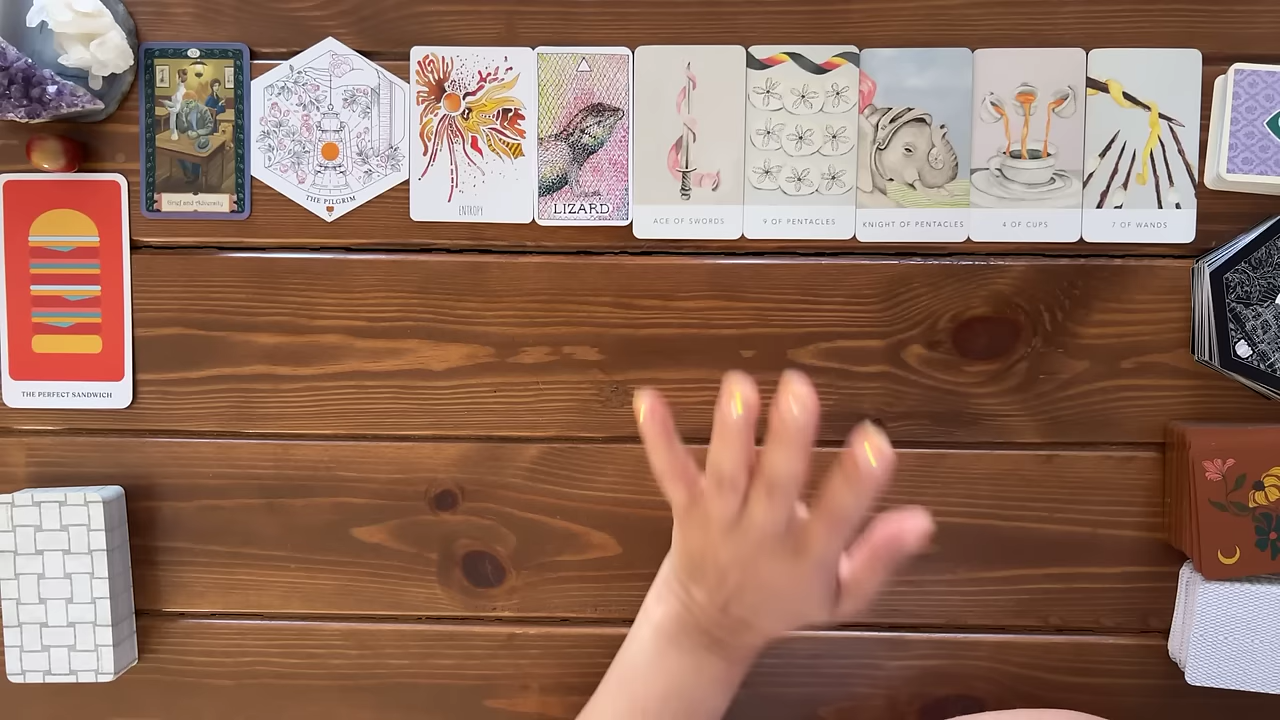 32
Grief and Adversity
THE PILGRIM
ENTROPY
LIZARD
ACE OF SWORDS
9 OF PENTACLES
KNIGHT OF PENTACLES
4 OF CUPS
7 OF WANDS
THE PERFECT SANDWICH